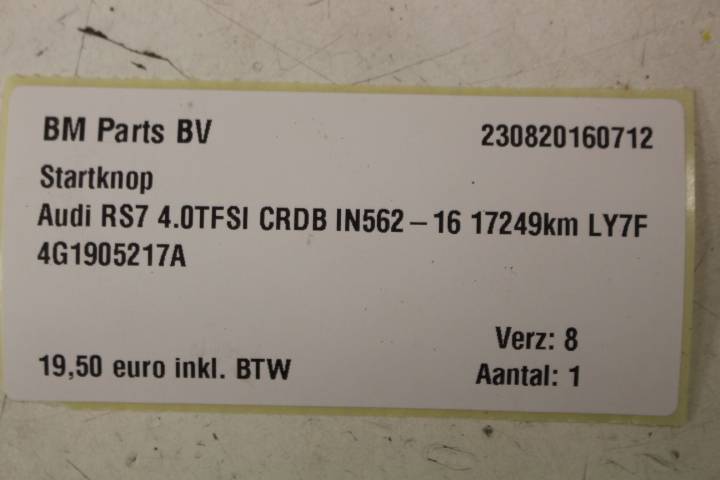 BM Parts BV 230820160712
Startknop
Audi RS7 4.0TFSI CRDB IN562-16 17249km LY7F
4G1905217A
Verz: 8
19,50 euro inkl. BTW Aantal: 1